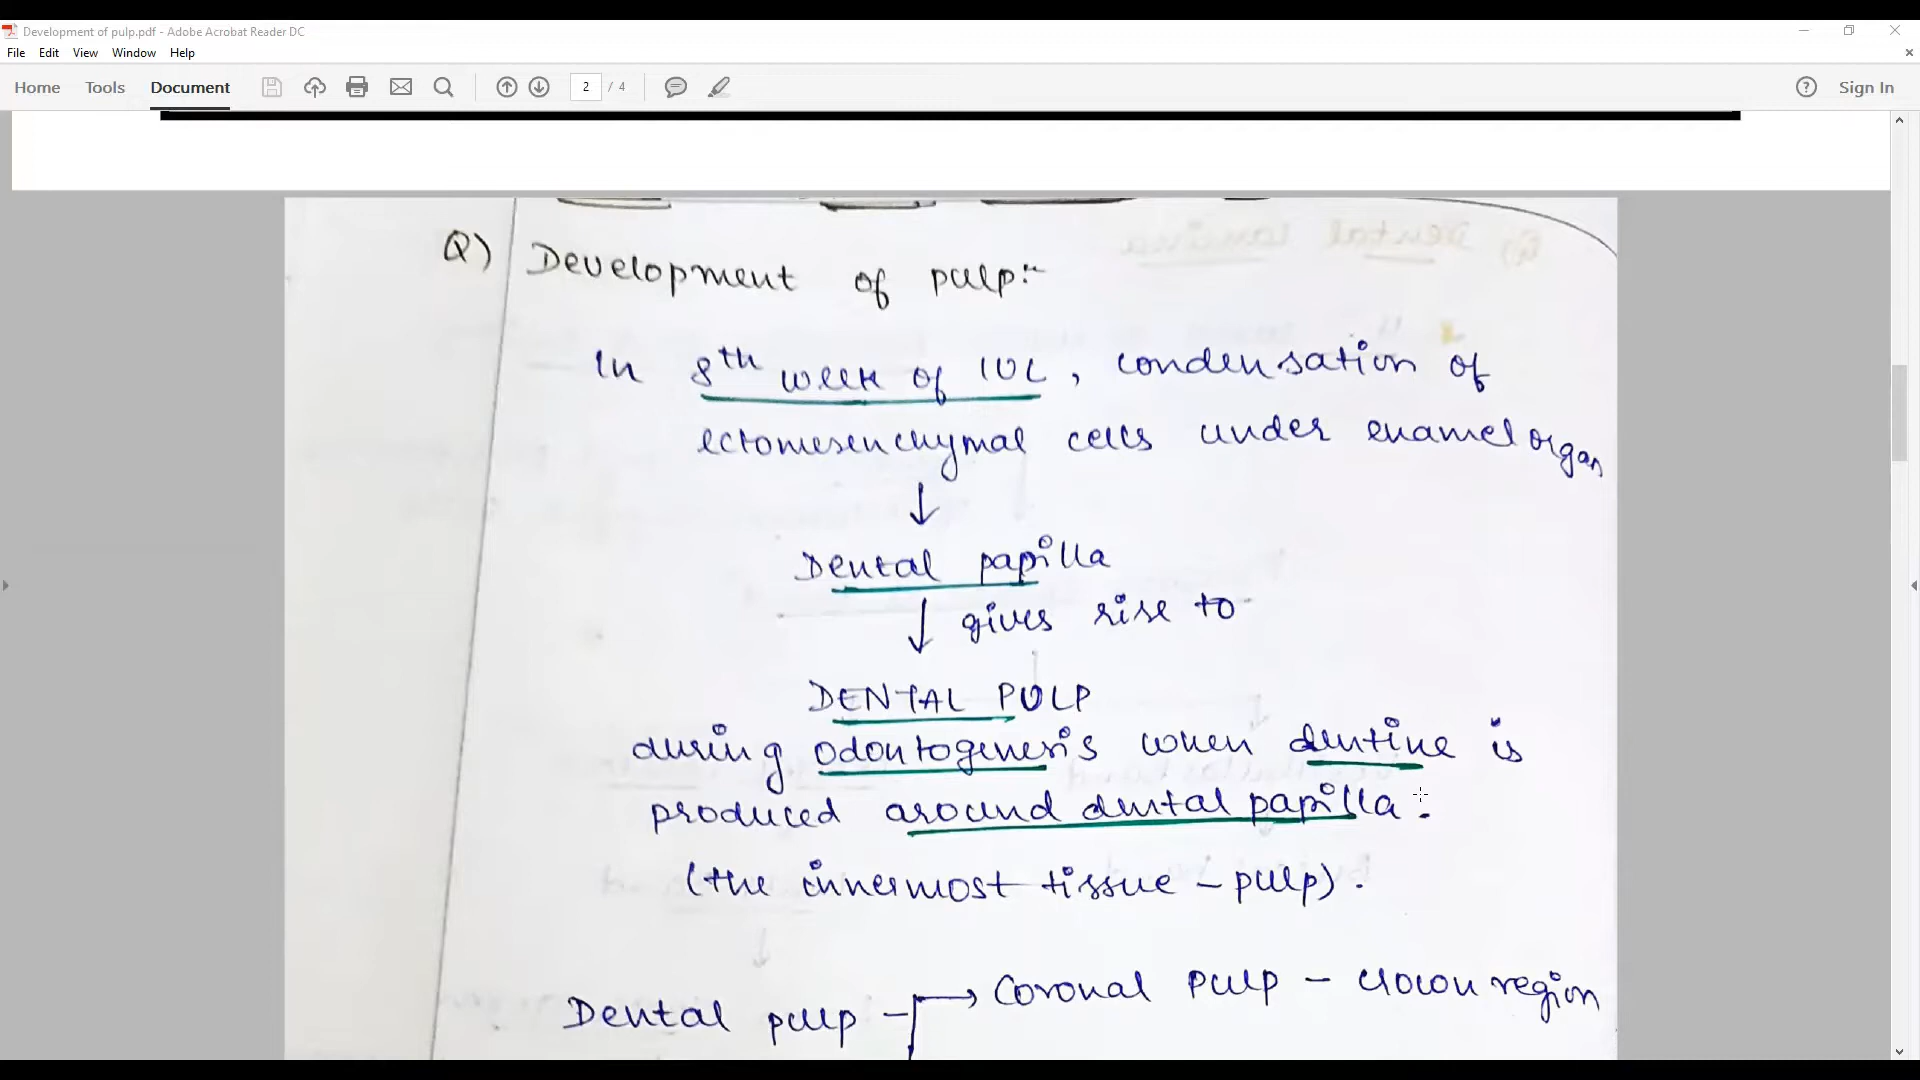 Development of pulp.pdf - Adobe Acrobat Reader DC
File Edit View Window Help
Home Tools Document 2 / 4 Sign In
Q) Development of pulp:-
In 8th week of IUL, condensation of
ectomesenchymal cells under enamel organ
↓
Dental papilla
↓ gives rise to
DENTAL PULP
during odontogenesis when dentine is
produced around dental papilla.
(the innermost tissue - pulp).
Dental pulp - → Coronal pulp - crown region